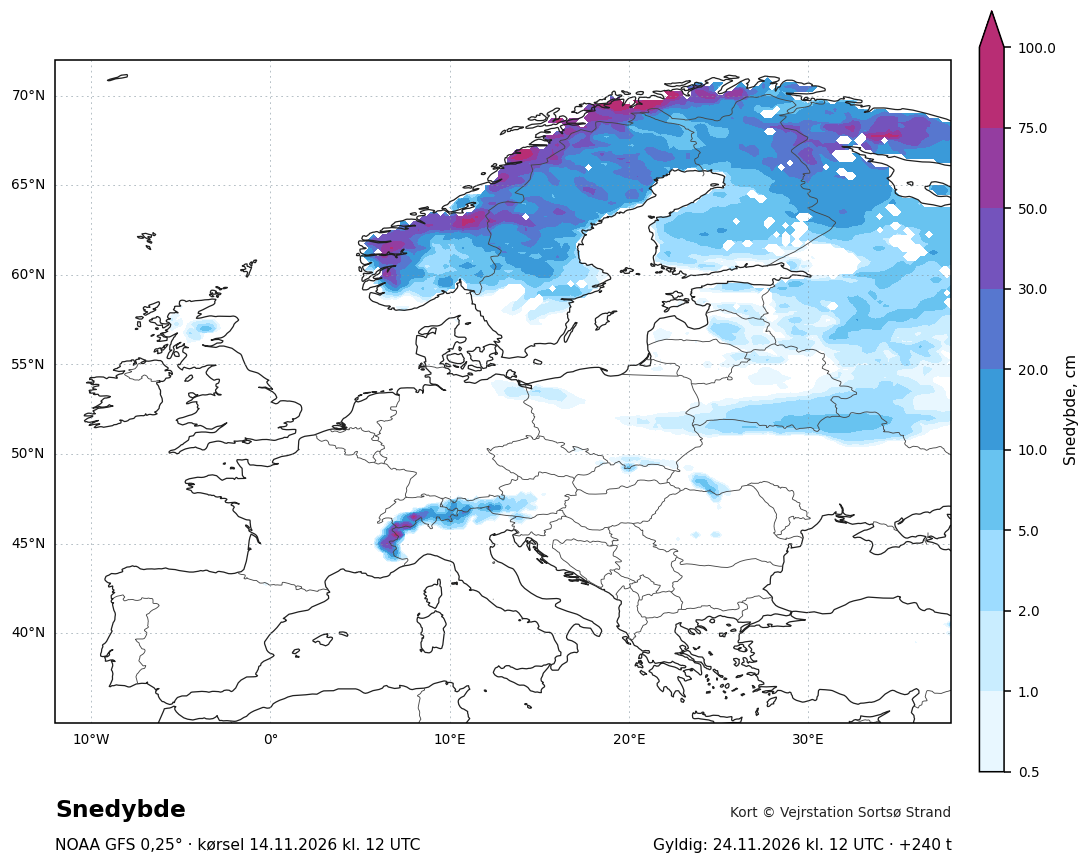 70°N
65°N
60°N
55°N
50°N
45°N
40°N
10°W
0°
10°E
20°E
30°E
100.0
75.0
50.0
30.0
20.0
10.0
5.0
2.0
1.0
0.5
Snedybde, cm
Snedybde
Kort © Vejrstation Sortsø Strand
NOAA GFS 0,25° · kørsel 14.11.2026 kl. 12 UTC
Gyldig: 24.11.2026 kl. 12 UTC · +240 t